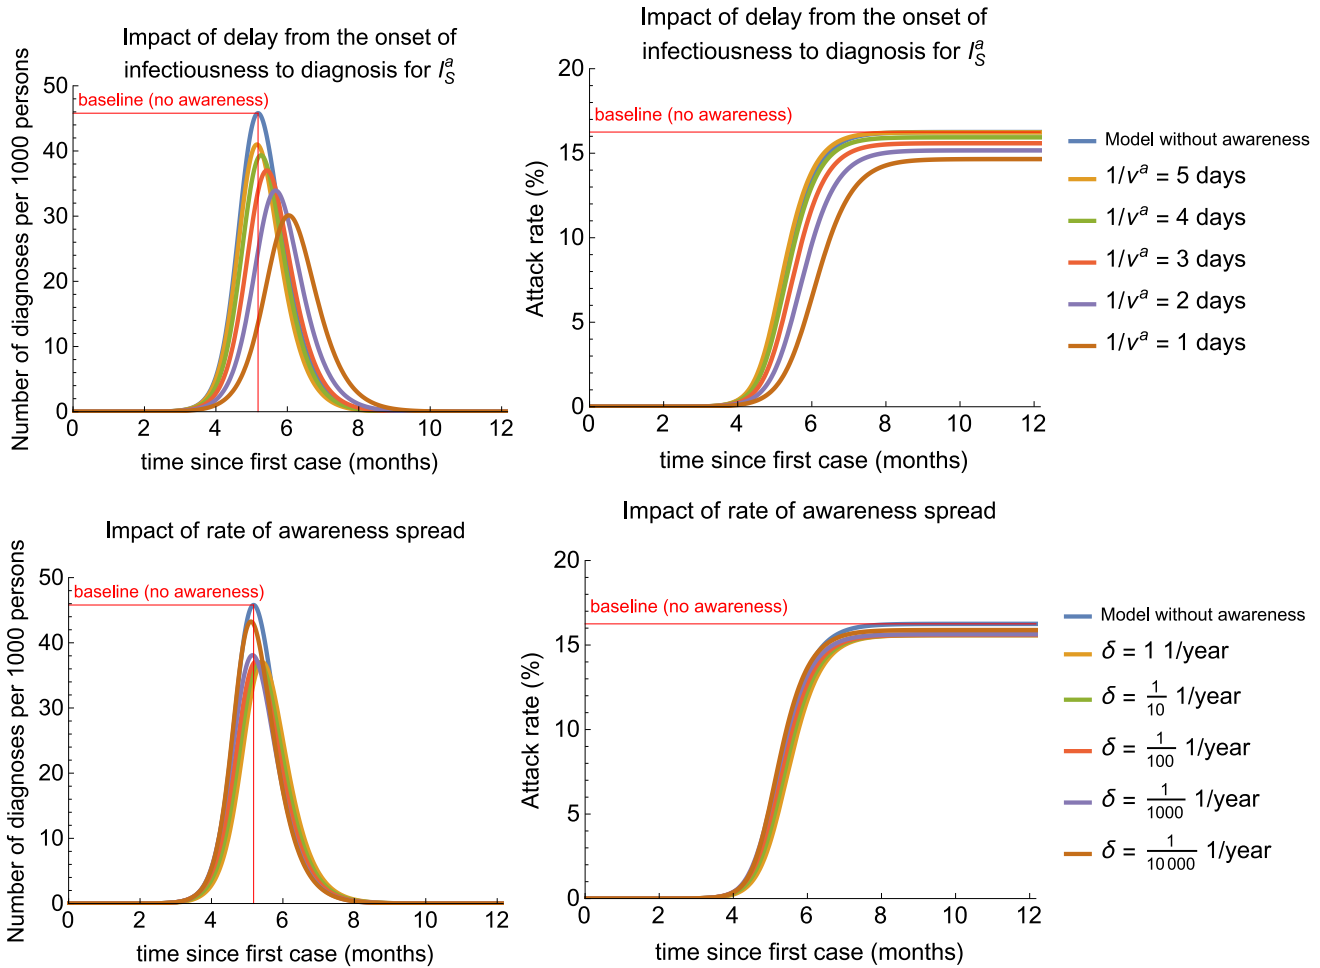 Impact of delay from the onset of
infectiousness to diagnosis for I_S^a
Number of diagnoses per 1000 persons
50
40
30
20
10
0
baseline (no awareness)
0 2 4 6 8 10 12
time since first case (months)
Impact of delay from the onset of
infectiousness to diagnosis for I_S^a
Attack rate (%)
20
15
10
5
0
baseline (no awareness)
0 2 4 6 8 10 12
time since first case (months)
Model without awareness
1/v^a = 5 days
1/v^a = 4 days
1/v^a = 3 days
1/v^a = 2 days
1/v^a = 1 days
Impact of rate of awareness spread
Number of diagnoses per 1000 persons
50
40
30
20
10
0
baseline (no awareness)
0 2 4 6 8 10 12
time since first case (months)
Impact of rate of awareness spread
Attack rate (%)
20
15
10
5
0
baseline (no awareness)
0 2 4 6 8 10 12
time since first case (months)
Model without awareness
δ = 1 1/year
δ = 1/10 1/year
δ = 1/100 1/year
δ = 1/1000 1/year
δ = 1/10 000 1/year